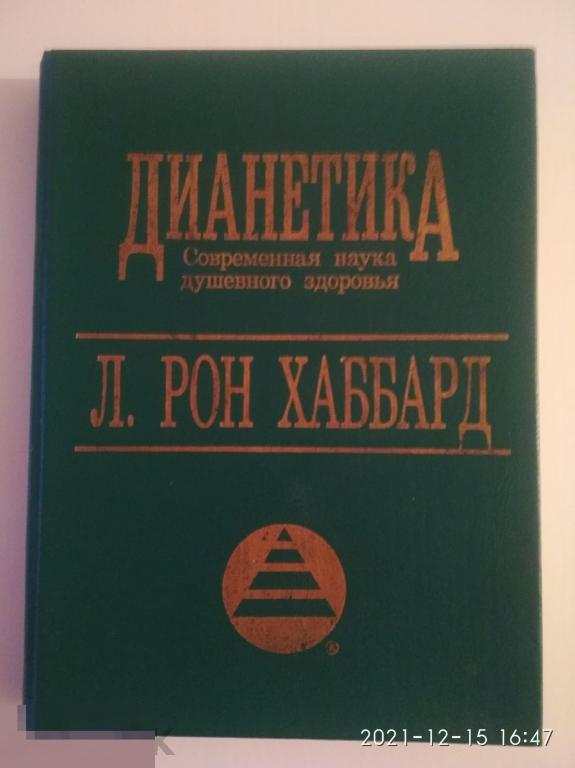 ДИАНЕТИКА
Современная наука
душевного здоровья
Л. РОН ХАББАРД
®
2021-12-15 16:47